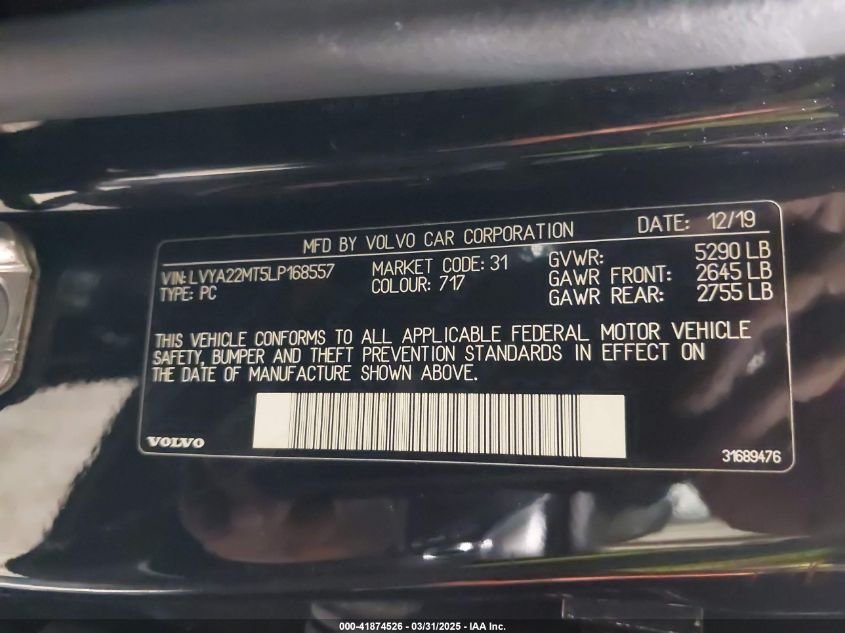 MFD BY VOLVO CAR CORPORATION DATE: 12/19
VIN: LVYA22MT5LP168557 MARKET CODE: 31 GVWR: 5290 LB
TYPE: PC COLOUR: 717 GAWR FRONT: 2645 LB
GAWR REAR: 2755 LB
THIS VEHICLE CONFORMS TO ALL APPLICABLE FEDERAL MOTOR VEHICLE
SAFETY, BUMPER AND THEFT PREVENTION STANDARDS IN EFFECT ON
THE DATE OF MANUFACTURE SHOWN ABOVE.
VOLVO 31689476
000-41874526 - 03/31/2025 - IAA Inc.